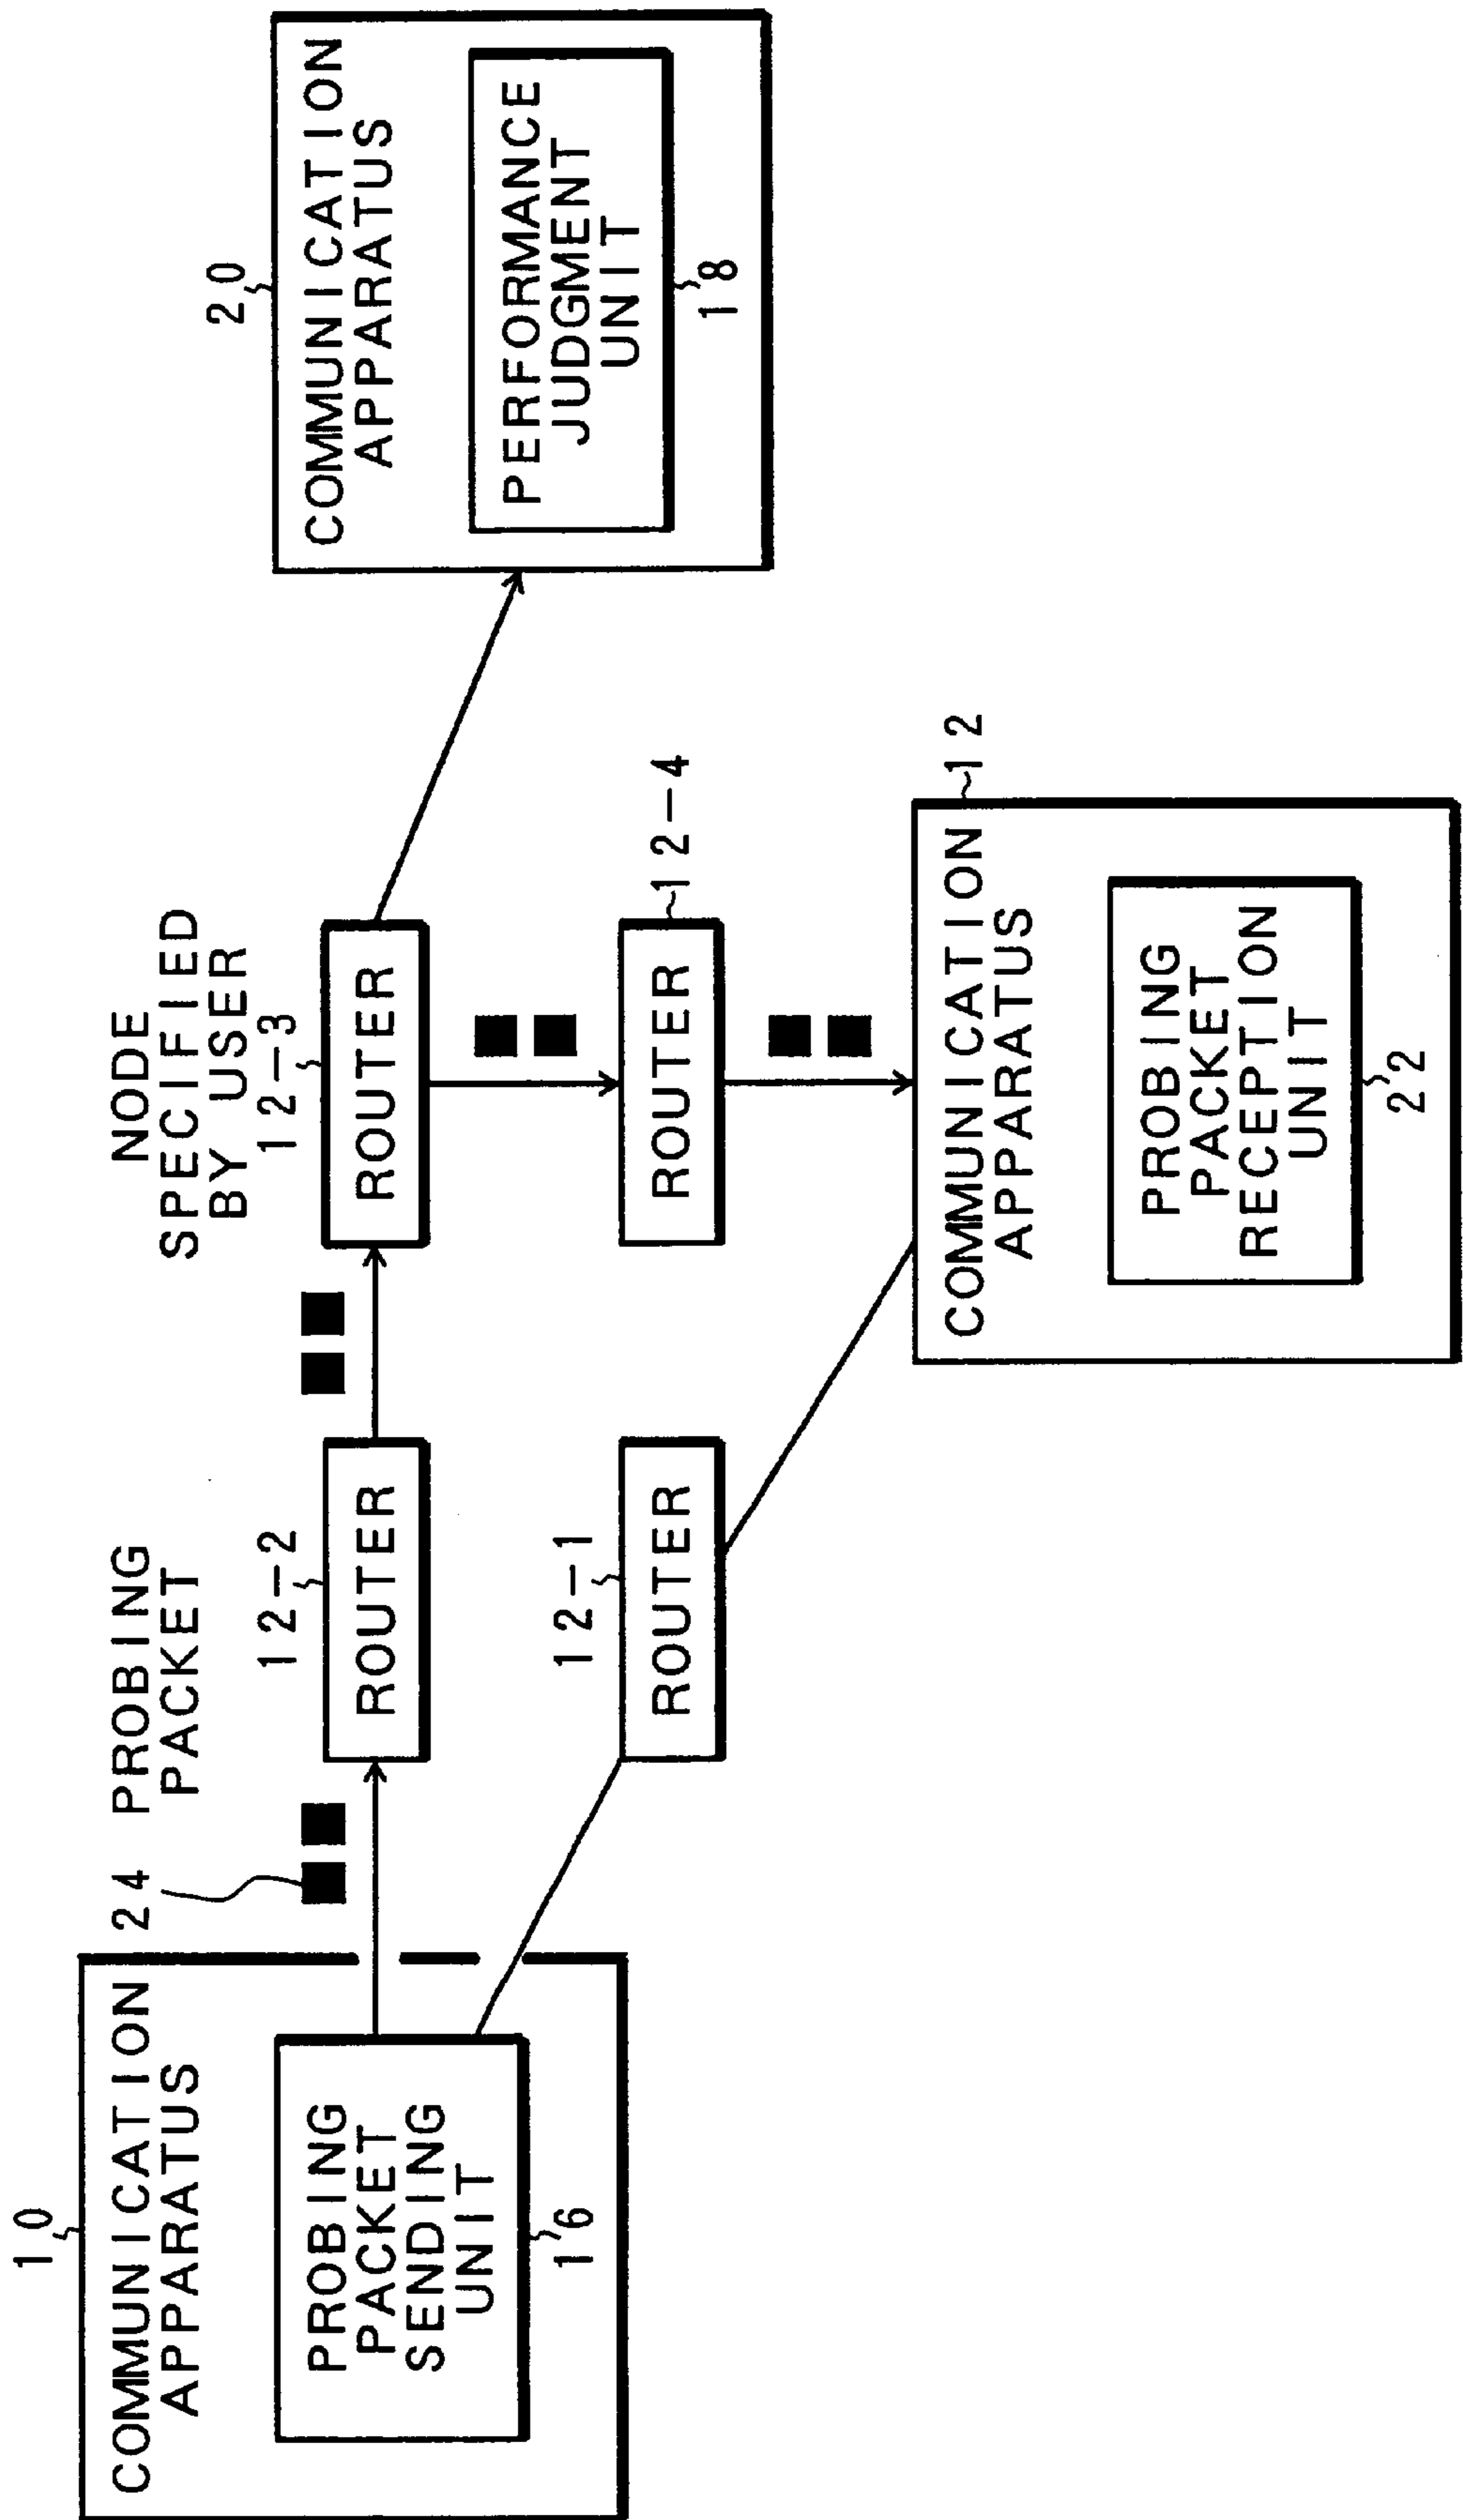 10
COMMUNICATION
APPARATUS
PROBING
PACKET
SENDING
UNIT
16
24 PROBING
PACKET
12-2
ROUTER
12-1
ROUTER
NODE
SPECIFIED
BY USER
12-3
ROUTER
12-4
ROUTER
12
COMMUNICATION
APPARATUS
PROBING
PACKET
RECEPTION
UNIT
22
20
COMMUNICATION
APPARATUS
PERFORMANCE
JUDGMENT
UNIT
18